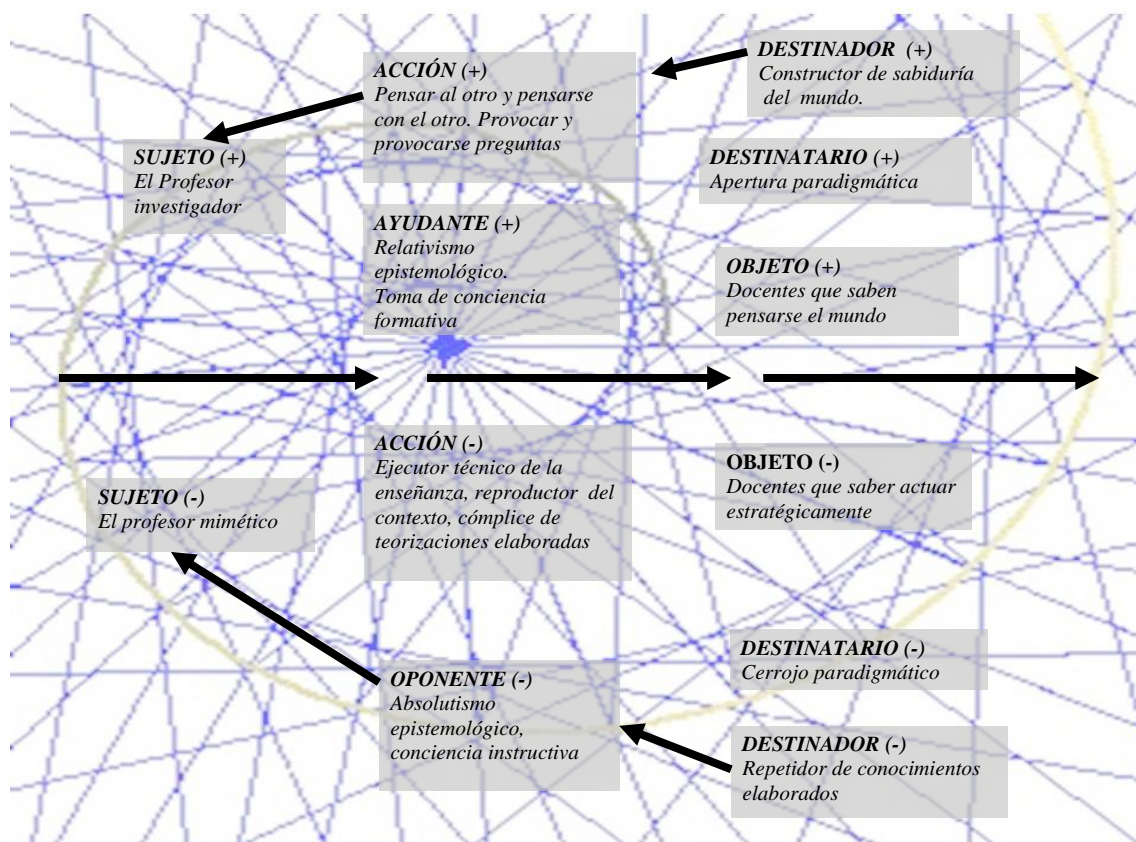 DESTINADOR (+)
Constructor de sabiduría
del mundo.
ACCIÓN (+)
Pensar al otro y pensarse
con el otro. Provocar y
provocarse preguntas
SUJETO (+)
El Profesor
investigador
DESTINATARIO (+)
Apertura paradigmática
AYUDANTE (+)
Relativismo
epistemológico.
Toma de conciencia
formativa
OBJETO (+)
Docentes que saben
pensarse el mundo
ACCIÓN (-)
Ejecutor técnico de la
enseñanza, reproductor del
contexto, cómplice de
teorizaciones elaboradas
OBJETO (-)
Docentes que saber actuar
estratégicamente
SUJETO (-)
El profesor mimético
DESTINATARIO (-)
Cerrojo paradigmático
OPONENTE (-)
Absolutismo
epistemológico,
conciencia instructiva
DESTINADOR (-)
Repetidor de conocimientos
elaborados